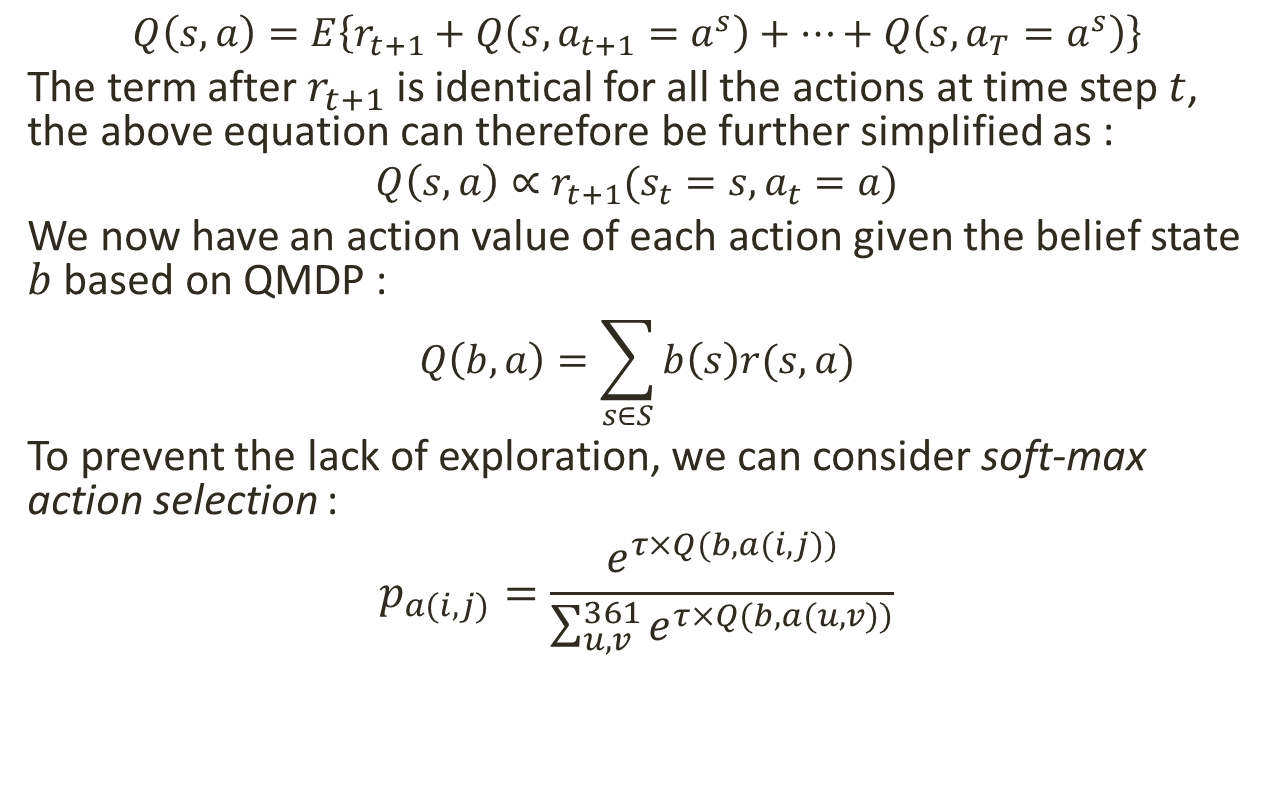 Q(s, a) = E{r_{t+1} + Q(s, a_{t+1} = a^s) + ⋯ + Q(s, a_T = a^s)}
The term after r_{t+1} is identical for all the actions at time step t,
the above equation can therefore be further simplified as :
Q(s, a) ∝ r_{t+1}(s_t = s, a_t = a)
We now have an action value of each action given the belief state
b based on QMDP :
Q(b, a) = ∑_{s∈S} b(s)r(s, a)
To prevent the lack of exploration, we can consider soft-max
action selection :
p_{a(i,j)} = e^{τ×Q(b,a(i,j))} / ∑_{u,v}^{361} e^{τ×Q(b,a(u,v))}